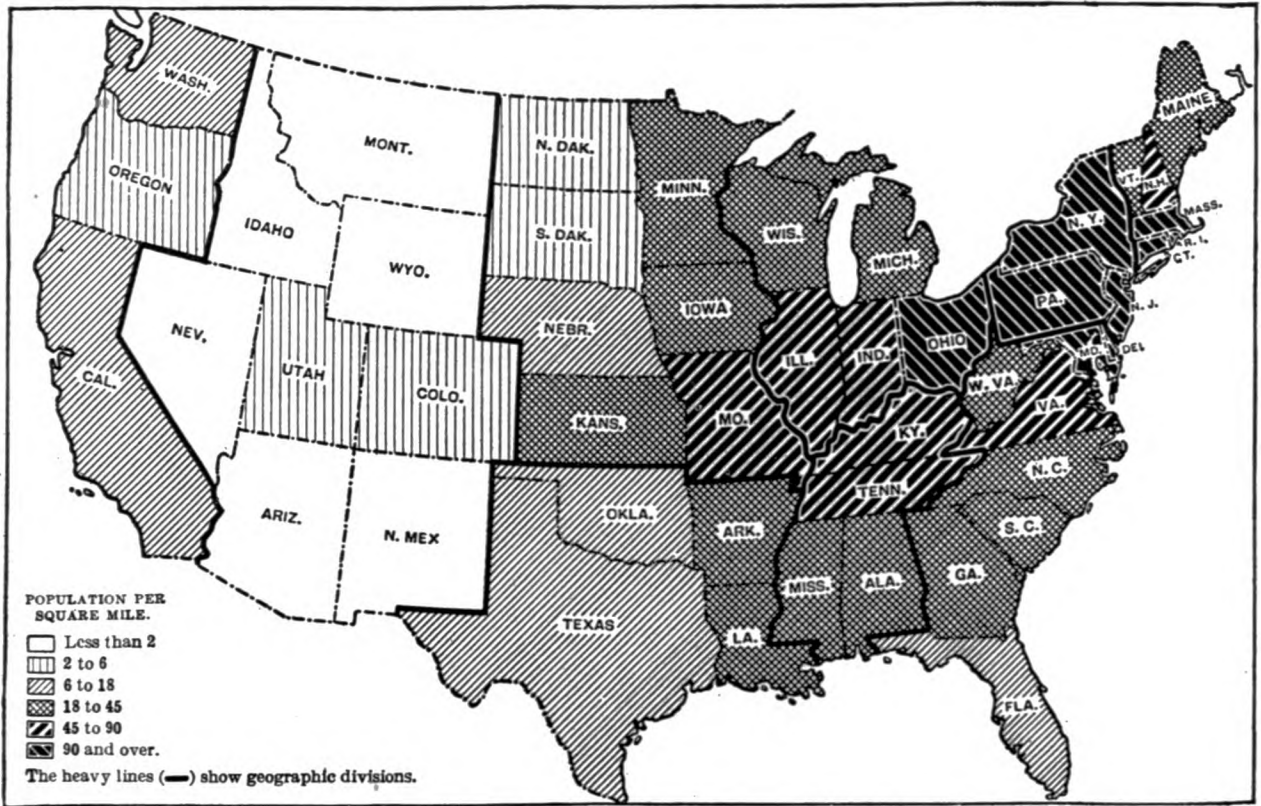 WASH.
MONT.
N. DAK.
MINN.
MAINE
OREGON
IDAHO
S. DAK.
WIS.
MICH.
VT.
N.H.
N. Y.
MASS.
R. I.
CT.
WYO.
NEV.
NEBR.
IOWA
PA.
N. J.
UTAH
COLO.
ILL.
IND.
OHIO
MD.
DEL
W. VA.
CAL.
KANS.
MO.
KY.
VA.
ARIZ.
N. MEX
OKLA.
ARK.
TENN.
N. C.
S. C.
TEXAS
LA.
MISS.
ALA.
GA.
FLA.
POPULATION PER
SQUARE MILE.
Less than 2
2 to 6
6 to 18
18 to 45
45 to 90
90 and over.
The heavy lines (▬) show geographic divisions.